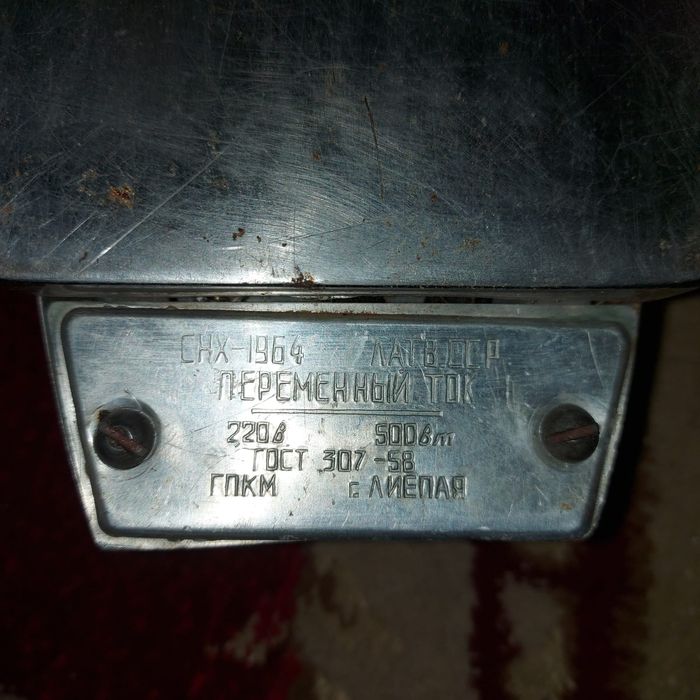 СНХ-1964 ЛАТВ.ССР
ПЕРЕМЕННЫЙ ТОК
220в 500вт
ГОСТ 307-58
ГПКМ г. ЛИЕПАЯ